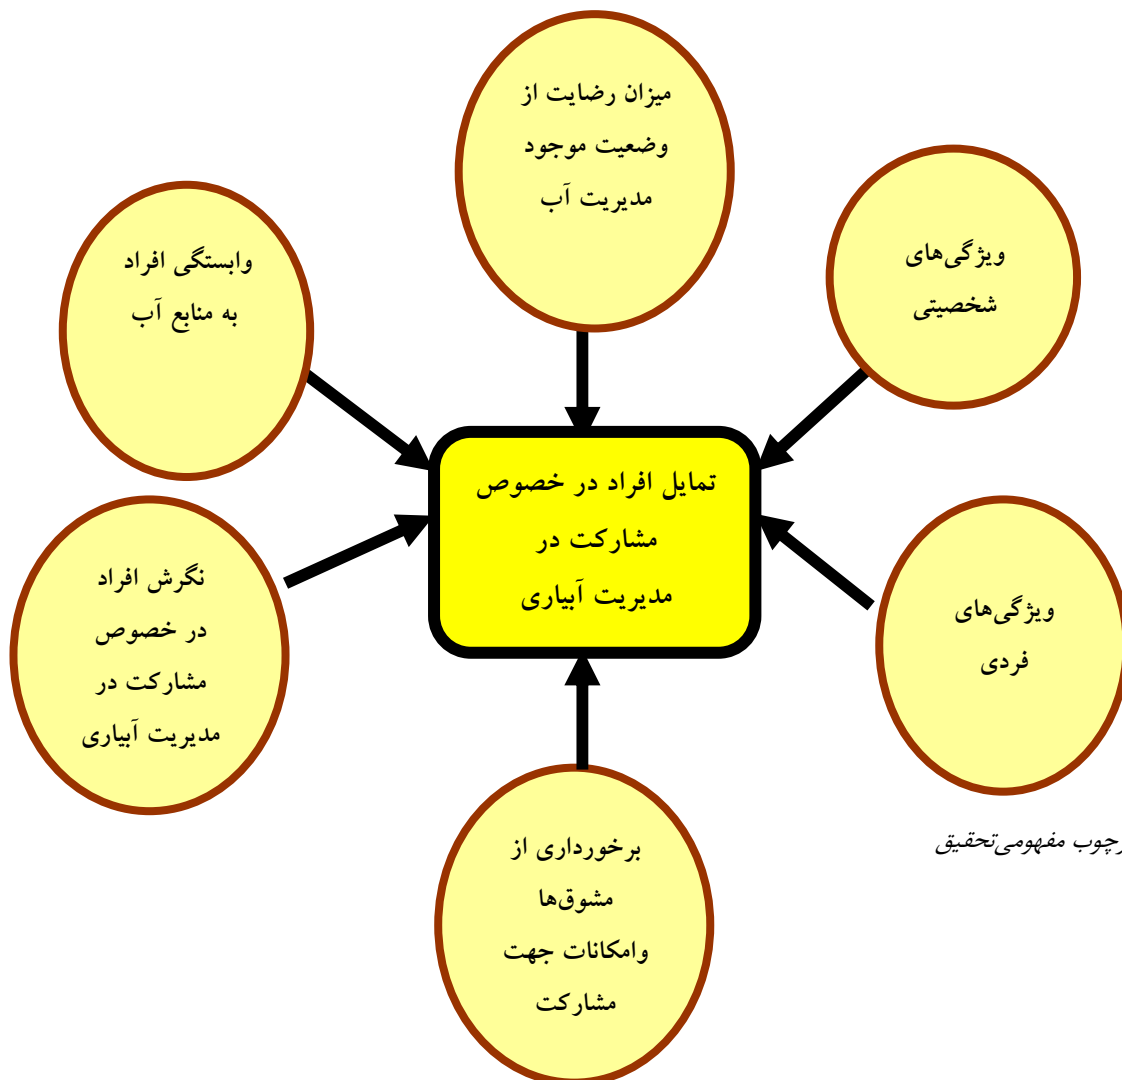 میزان رضایت از
وضعیت موجود
مدیریت آب
ویژگی‌های
شخصیتی
وابستگی افراد
به منابع آب
تمایل افراد در خصوص
مشارکت در
مدیریت آبیاری
ویژگی‌های
فردی
نگرش افراد
در خصوص
مشارکت در
مدیریت آبیاری
مفهومی‌تحقیق
برخورداری از
مشوق‌ها
وامکانات جهت
مشارکت